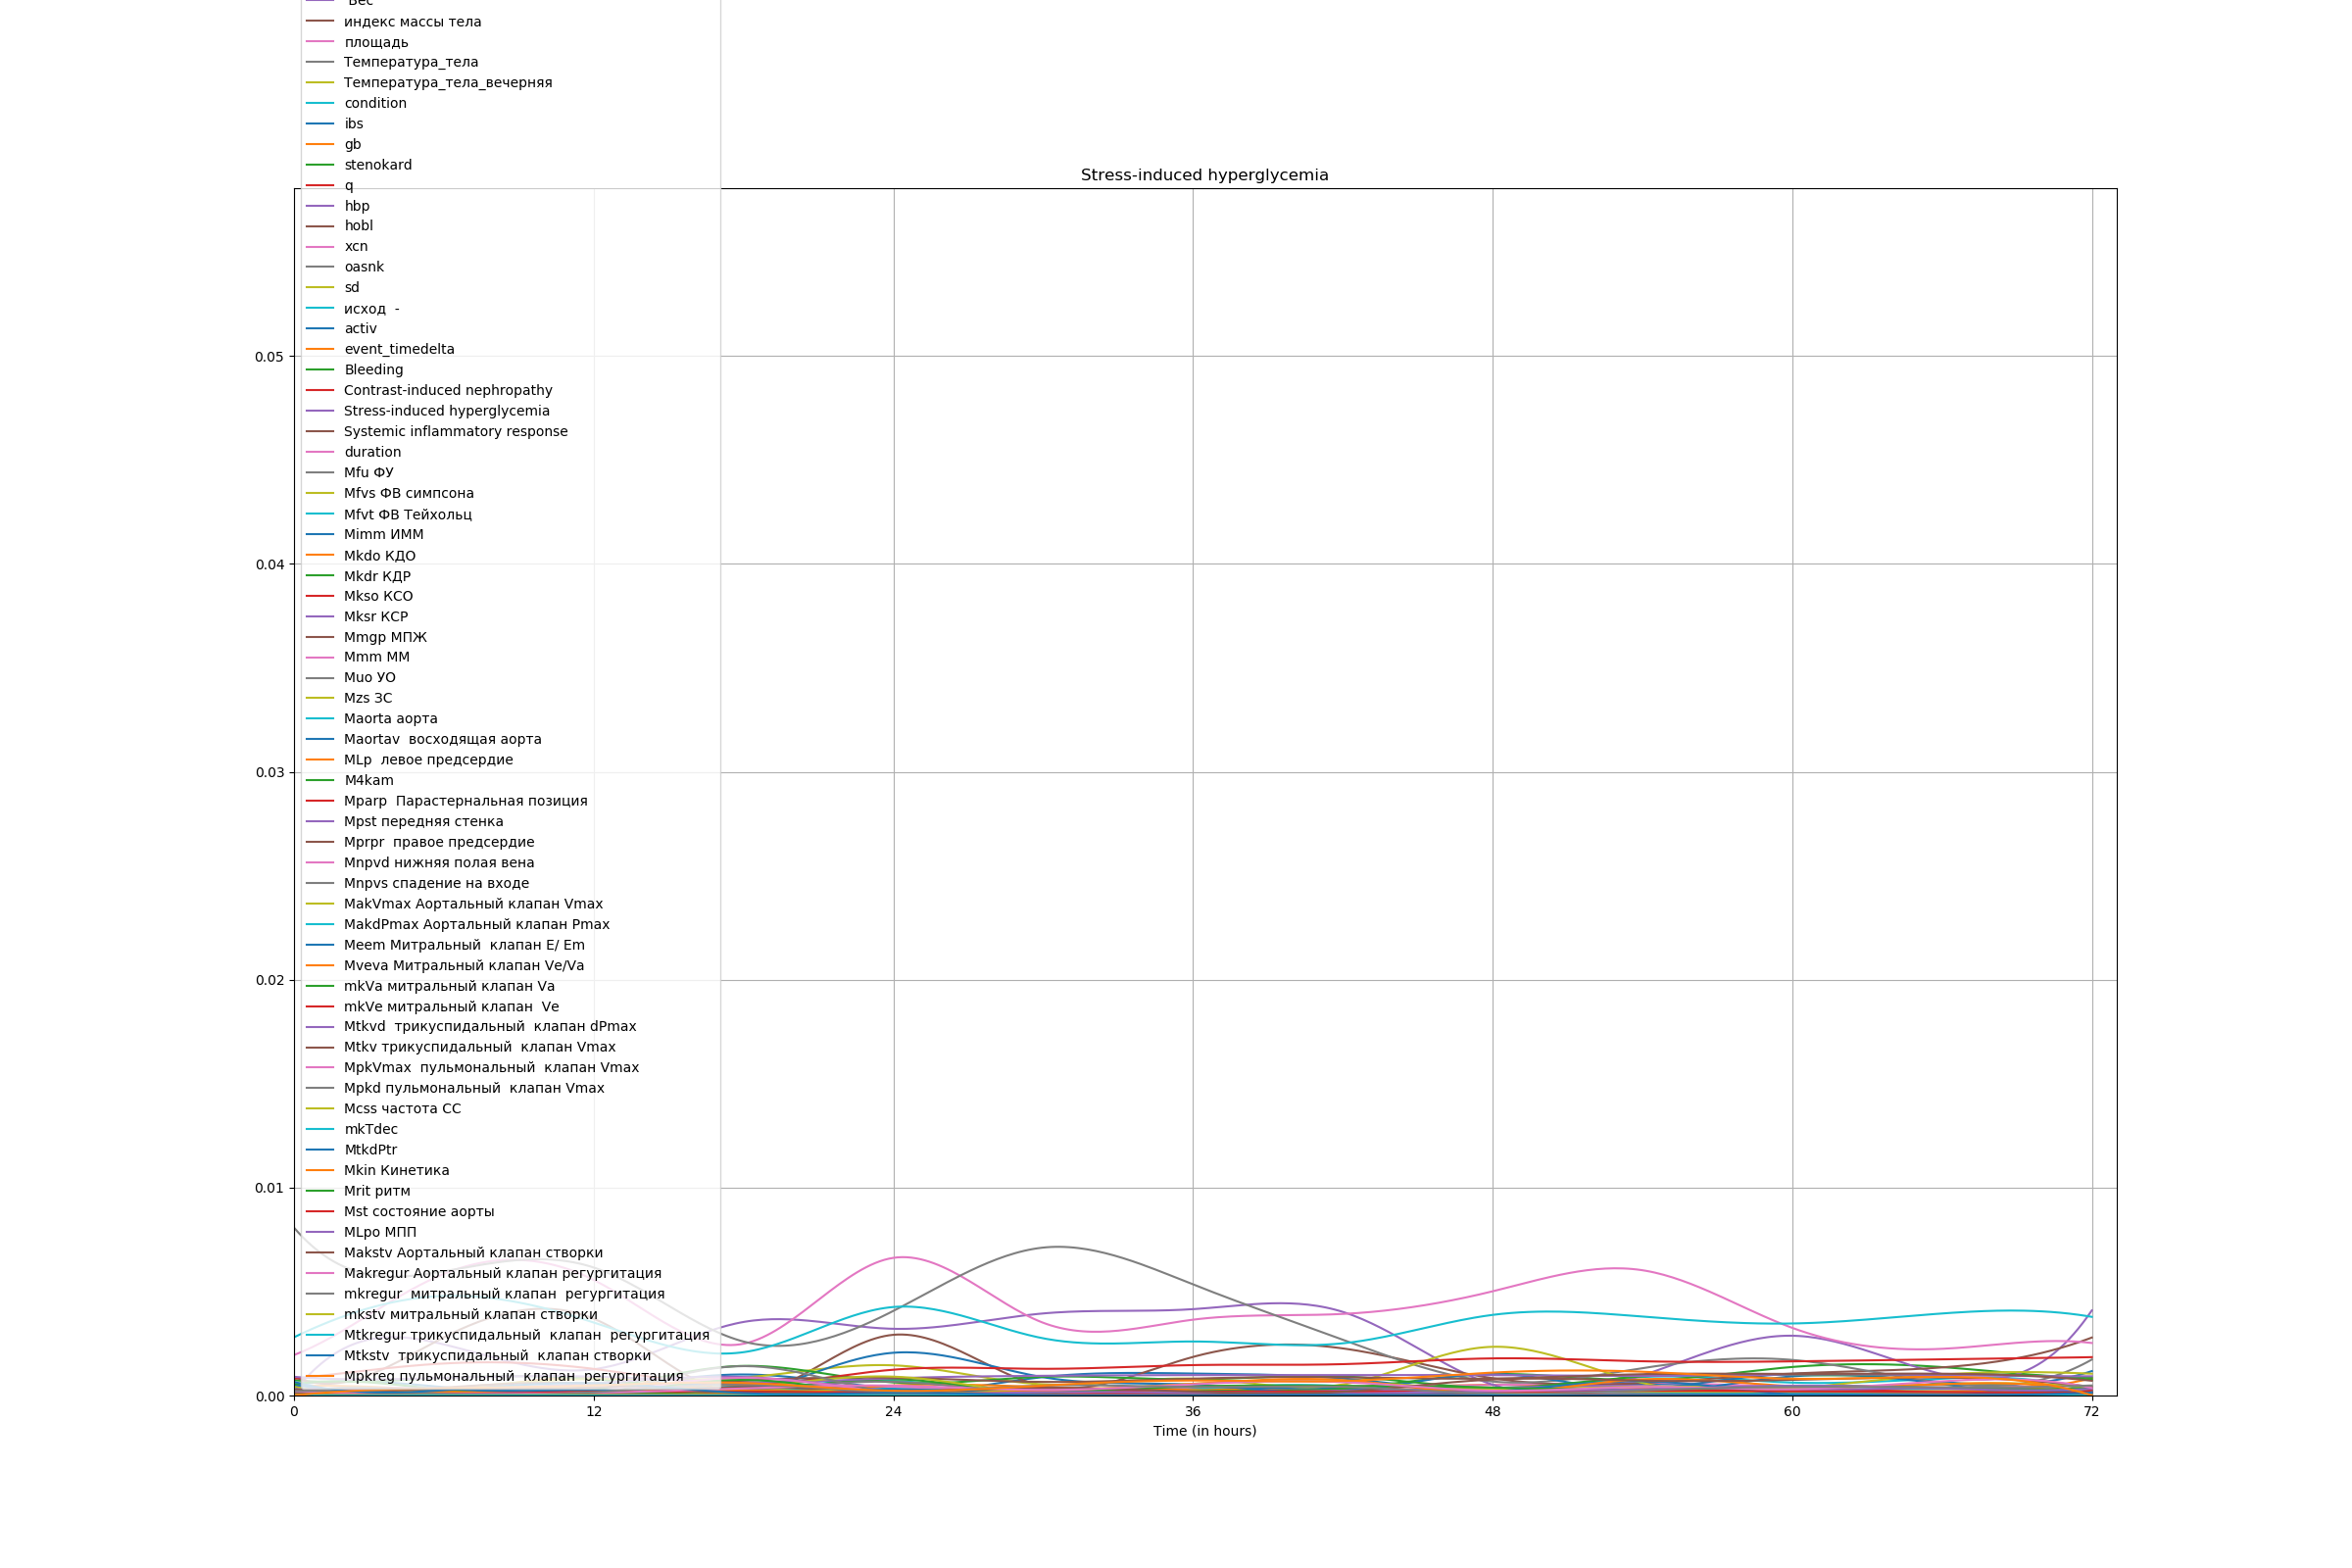 Вес
индекс массы тела
площадь
Температура_тела
Температура_тела_вечерняя
condition
ibs
gb
stenokard
Stress-induced hyperglycemia
q
hbp
hobl
xcn
oasnk
sd
исход  -
activ
event_timedelta
Bleeding
Contrast-induced nephropathy
Stress-induced hyperglycemia
Systemic inflammatory response
duration
Mfu ФУ
Mfvs ФВ симпсона
Mfvt ФВ Тейхольц
Mimm ИММ
Mkdo КДО
Mkdr КДР
Mkso КСО
Mksr КСР
Mmgp МПЖ
Mmm ММ
Muo УО
Mzs ЗС
Maorta аорта
Maortav  восходящая аорта
MLp  левое предсердие
M4kam
Mparp  Парастернальная позиция
Mpst передняя стенка
Mprpr  правое предсердие
Mnpvd нижняя полая вена
Mnpvs спадение на входе
MakVmax Аортальный клапан Vmax
MakdPmax Аортальный клапан Pmax
Meem Митральный  клапан E/ Em
Mveva Митральный клапан Ve/Va
mkVa митральный клапан Va
mkVe митральный клапан  Ve
Mtkvd  трикуспидальный  клапан dPmax
Mtkv трикуспидальный  клапан Vmax
MpkVmax  пульмональный  клапан Vmax
Mpkd пульмональный  клапан Vmax
Mcss частота СС
mkTdec
MtkdPtr
Mkin Кинетика
Mrit ритм
Mst состояние аорты
MLpo МПП
Makstv Аортальный клапан створки
Makregur Аортальный клапан регургитация
mkregur  митральный клапан  регургитация
mkstv митральный клапан створки
Mtkregur трикуспидальный  клапан  регургитация
Mtkstv  трикуспидальный  клапан створки
Mpkreg пульмональный  клапан  регургитация
0.05
0.04
0.03
0.02
0.01
0.00
0 12 24 36 48 60 72
Time (in hours)